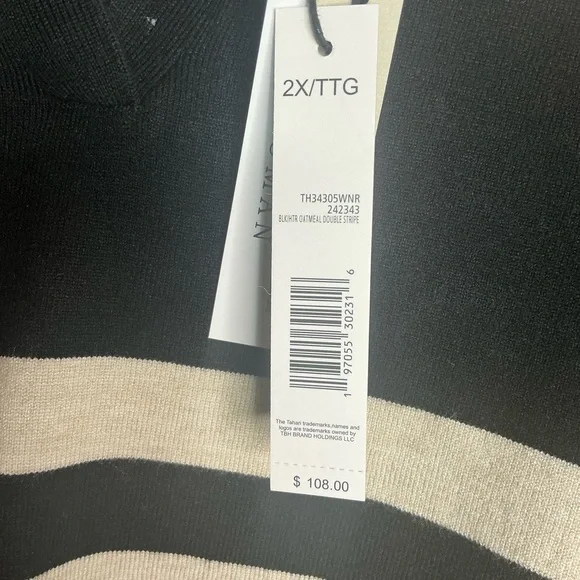 2X/TTG
TH34305WNR
242343
BLK/HTR OATMEAL DOUBLE STRIPE
1 97055 30231 6
The Tahari trademarks,names and
logos are trademarks owned by
TBH BRAND HOLDINGS LLC
$ 108.00